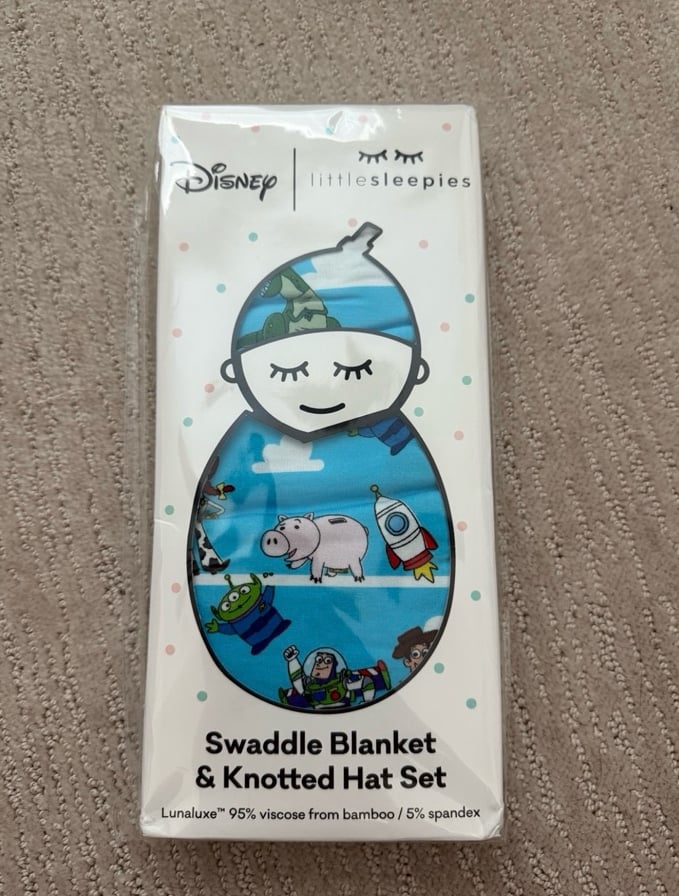 Disney
littlesleepies
Swaddle Blanket
& Knotted Hat Set
Lunaluxe™ 95% viscose from bamboo / 5% spandex